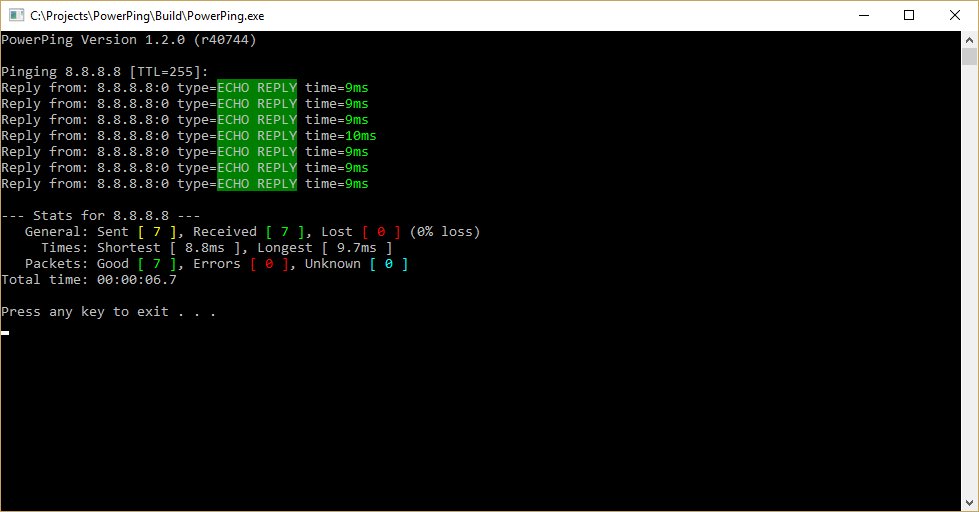 C:\Projects\PowerPing\Build\PowerPing.exe
PowerPing Version 1.2.0 (r40744)
Pinging 8.8.8.8 [TTL=255]:
Reply from: 8.8.8.8:0 type=ECHO REPLY time=9ms
Reply from: 8.8.8.8:0 type=ECHO REPLY time=9ms
Reply from: 8.8.8.8:0 type=ECHO REPLY time=9ms
Reply from: 8.8.8.8:0 type=ECHO REPLY time=10ms
Reply from: 8.8.8.8:0 type=ECHO REPLY time=9ms
Reply from: 8.8.8.8:0 type=ECHO REPLY time=9ms
Reply from: 8.8.8.8:0 type=ECHO REPLY time=9ms
--- Stats for 8.8.8.8 ---
General: Sent [ 7 ], Received [ 7 ], Lost [ 0 ] (0% loss)
Times: Shortest [ 8.8ms ], Longest [ 9.7ms ]
Packets: Good [ 7 ], Errors [ 0 ], Unknown [ 0 ]
Total time: 00:00:06.7
Press any key to exit . . .